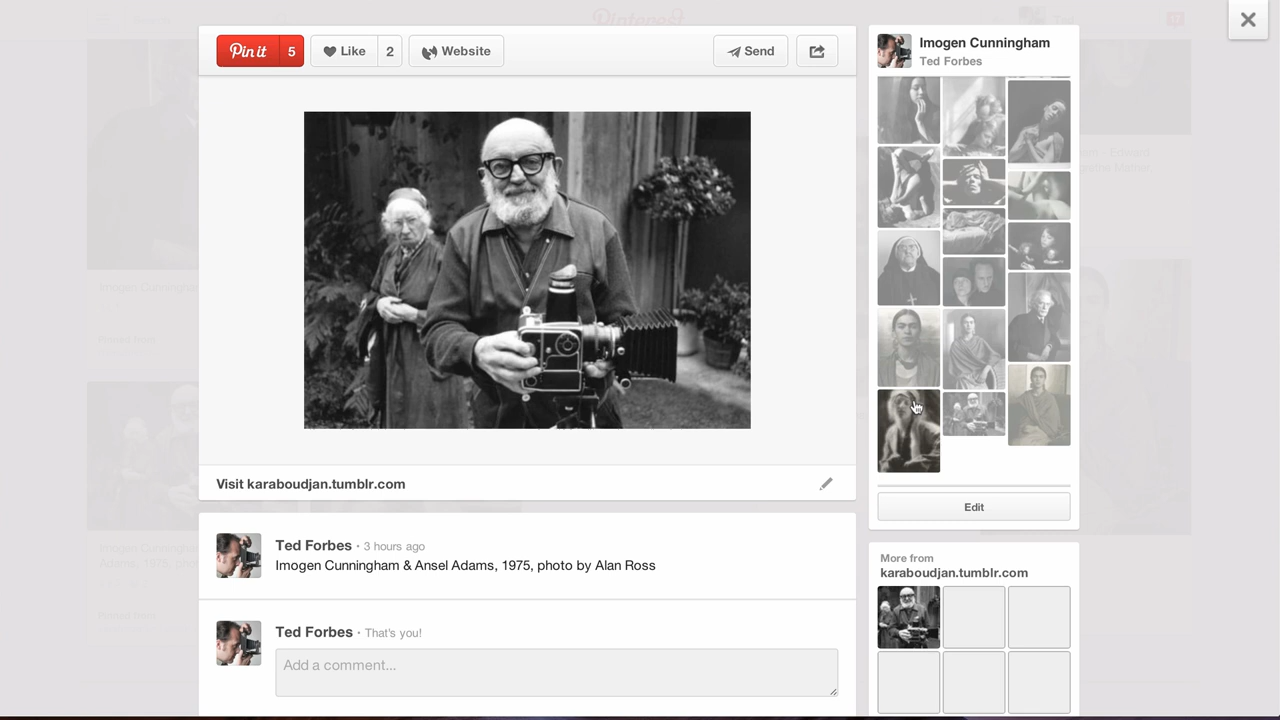 Pinterest
Pin it 5
Like 2
Website
Send
Imogen Cunningham
Ted Forbes
Visit karaboudjan.tumblr.com
Edit
Ted Forbes • 3 hours ago
Imogen Cunningham & Ansel Adams, 1975, photo by Alan Ross
Ted Forbes • That's you!
Add a comment...
More from
karaboudjan.tumblr.com